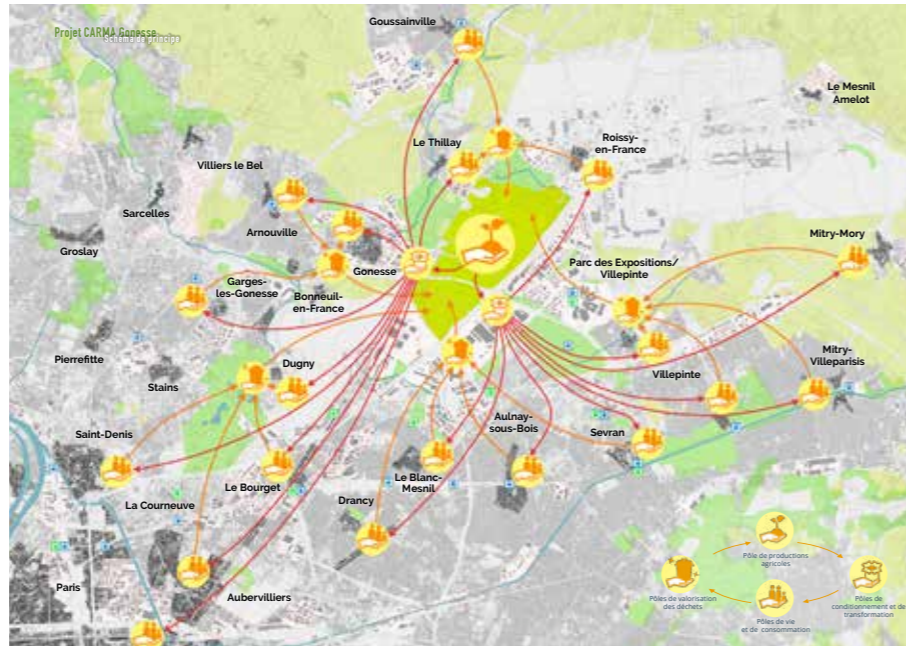 Projet CARMA Gonesse
Schéma de principe
Goussainville
Le Mesnil
Amelot
Le Thillay
Roissy-
en-France
Villiers le Bel
Sarcelles
Groslay
Arnouville
Gonesse
Mitry-Mory
Parc des Expositions/
Villepinte
Garges-
les-Gonesse
Bonneuil-
en-France
Pierrefitte
Stains
Dugny
Villepinte
Mitry-
Villeparisis
Saint-Denis
Aulnay-
sous-Bois
Sevran
Le Bourget
Le Blanc-
Mesnil
La Courneuve
Drancy
Paris
Aubervilliers
Pôle de productions
agricoles
Pôles de valorisation
des déchets
Pôles de
conditionnement et de
transformation
Pôles de vie
et de consommation